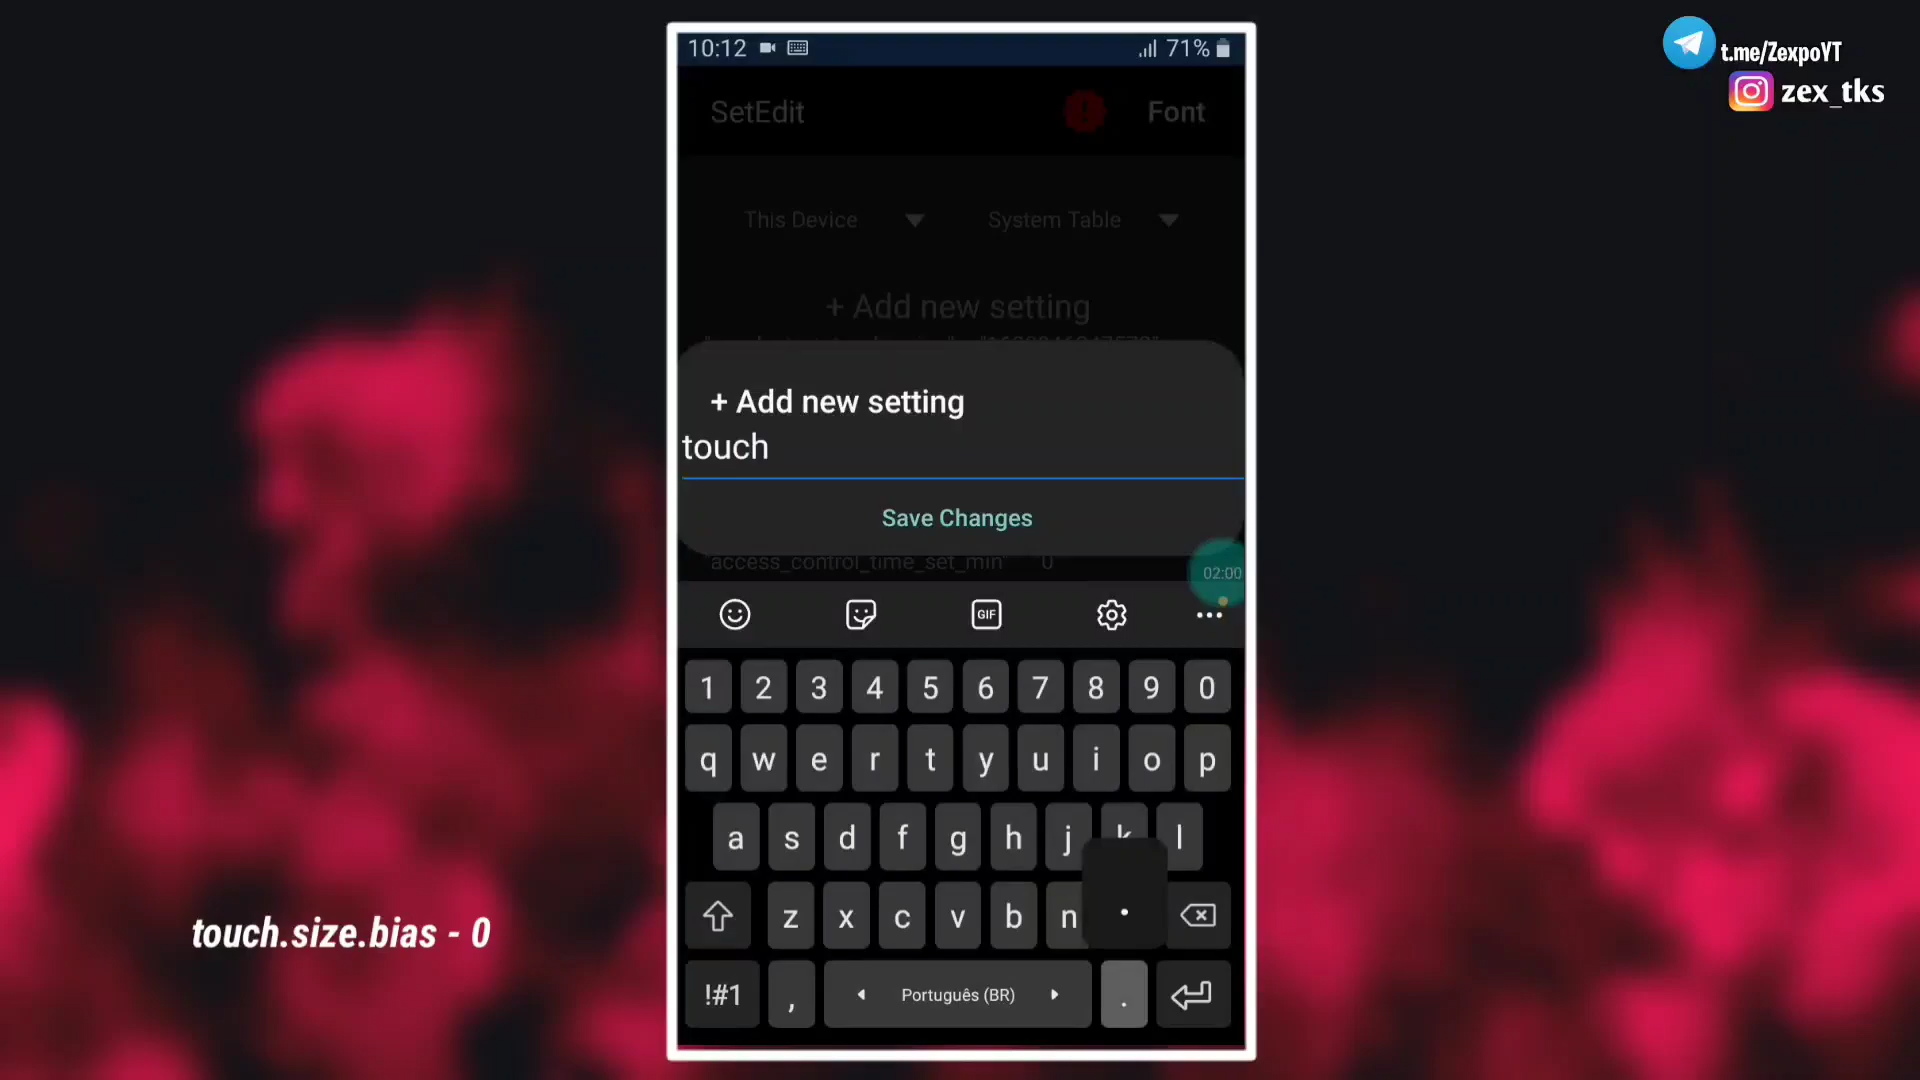 10:12
71%
t.me/ZexpoYT
zex_tks
SetEdit
Font
This Device
System Table
+ Add new setting
+ Add new setting
touch
Save Changes
access_control_time_set_min 0
02:00
GIF
1 2 3 4 5 6 7 8 9 0
q w e r t y u i o p
a s d f g h j k l
z x c v b n .
!#1 , Português (BR) .
touch.size.bias - 0